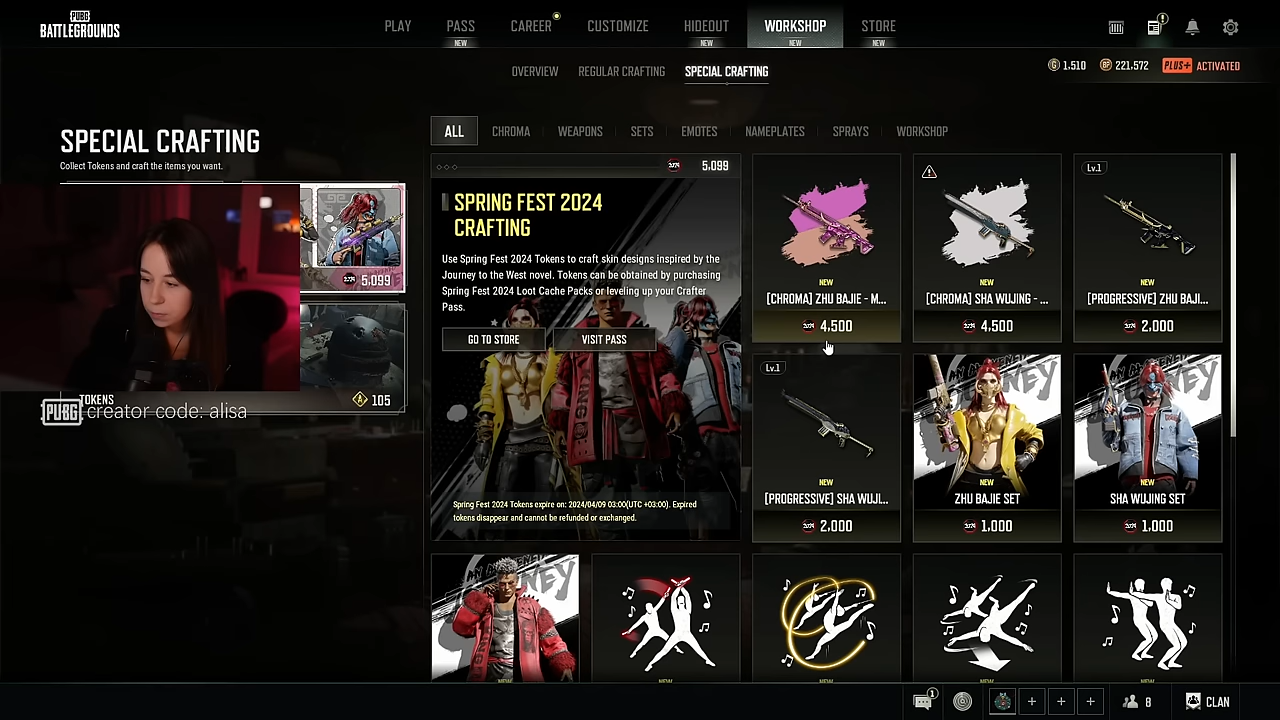 PUBG
BATTLEGROUNDS
PLAY
PASS
NEW
CAREER
CUSTOMIZE
HIDEOUT
NEW
WORKSHOP
NEW
STORE
NEW
OVERVIEW
REGULAR CRAFTING
SPECIAL CRAFTING
G 1,510
BP 221,572
PLUS+ ACTIVATED
SPECIAL CRAFTING
Collect Tokens and craft the items you want.
5,099
TOKENS
A 105
PUBG creator code: alisa
ALL
CHROMA
WEAPONS
SETS
EMOTES
NAMEPLATES
SPRAYS
WORKSHOP
5,099
SPRING FEST 2024
CRAFTING
Use Spring Fest 2024 Tokens to craft skin designs inspired by the
Journey to the West novel. Tokens can be obtained by purchasing
Spring Fest 2024 Loot Cache Packs or leveling up your Crafter
Pass.
GO TO STORE
VISIT PASS
Spring Fest 2024 Tokens expire on: 2024/04/09 03:00(UTC +03:00). Expired
tokens disappear and cannot be refunded or exchanged.
NEW
[CHROMA] ZHU BAJIE - M...
4,500
NEW
[CHROMA] SHA WUJING - ...
4,500
Lv.1
NEW
[PROGRESSIVE] ZHU BAJI...
2,000
Lv.1
NEW
[PROGRESSIVE] SHA WUJI...
2,000
NEW
ZHU BAJIE SET
1,000
NEW
SHA WUJING SET
1,000
1
8
CLAN